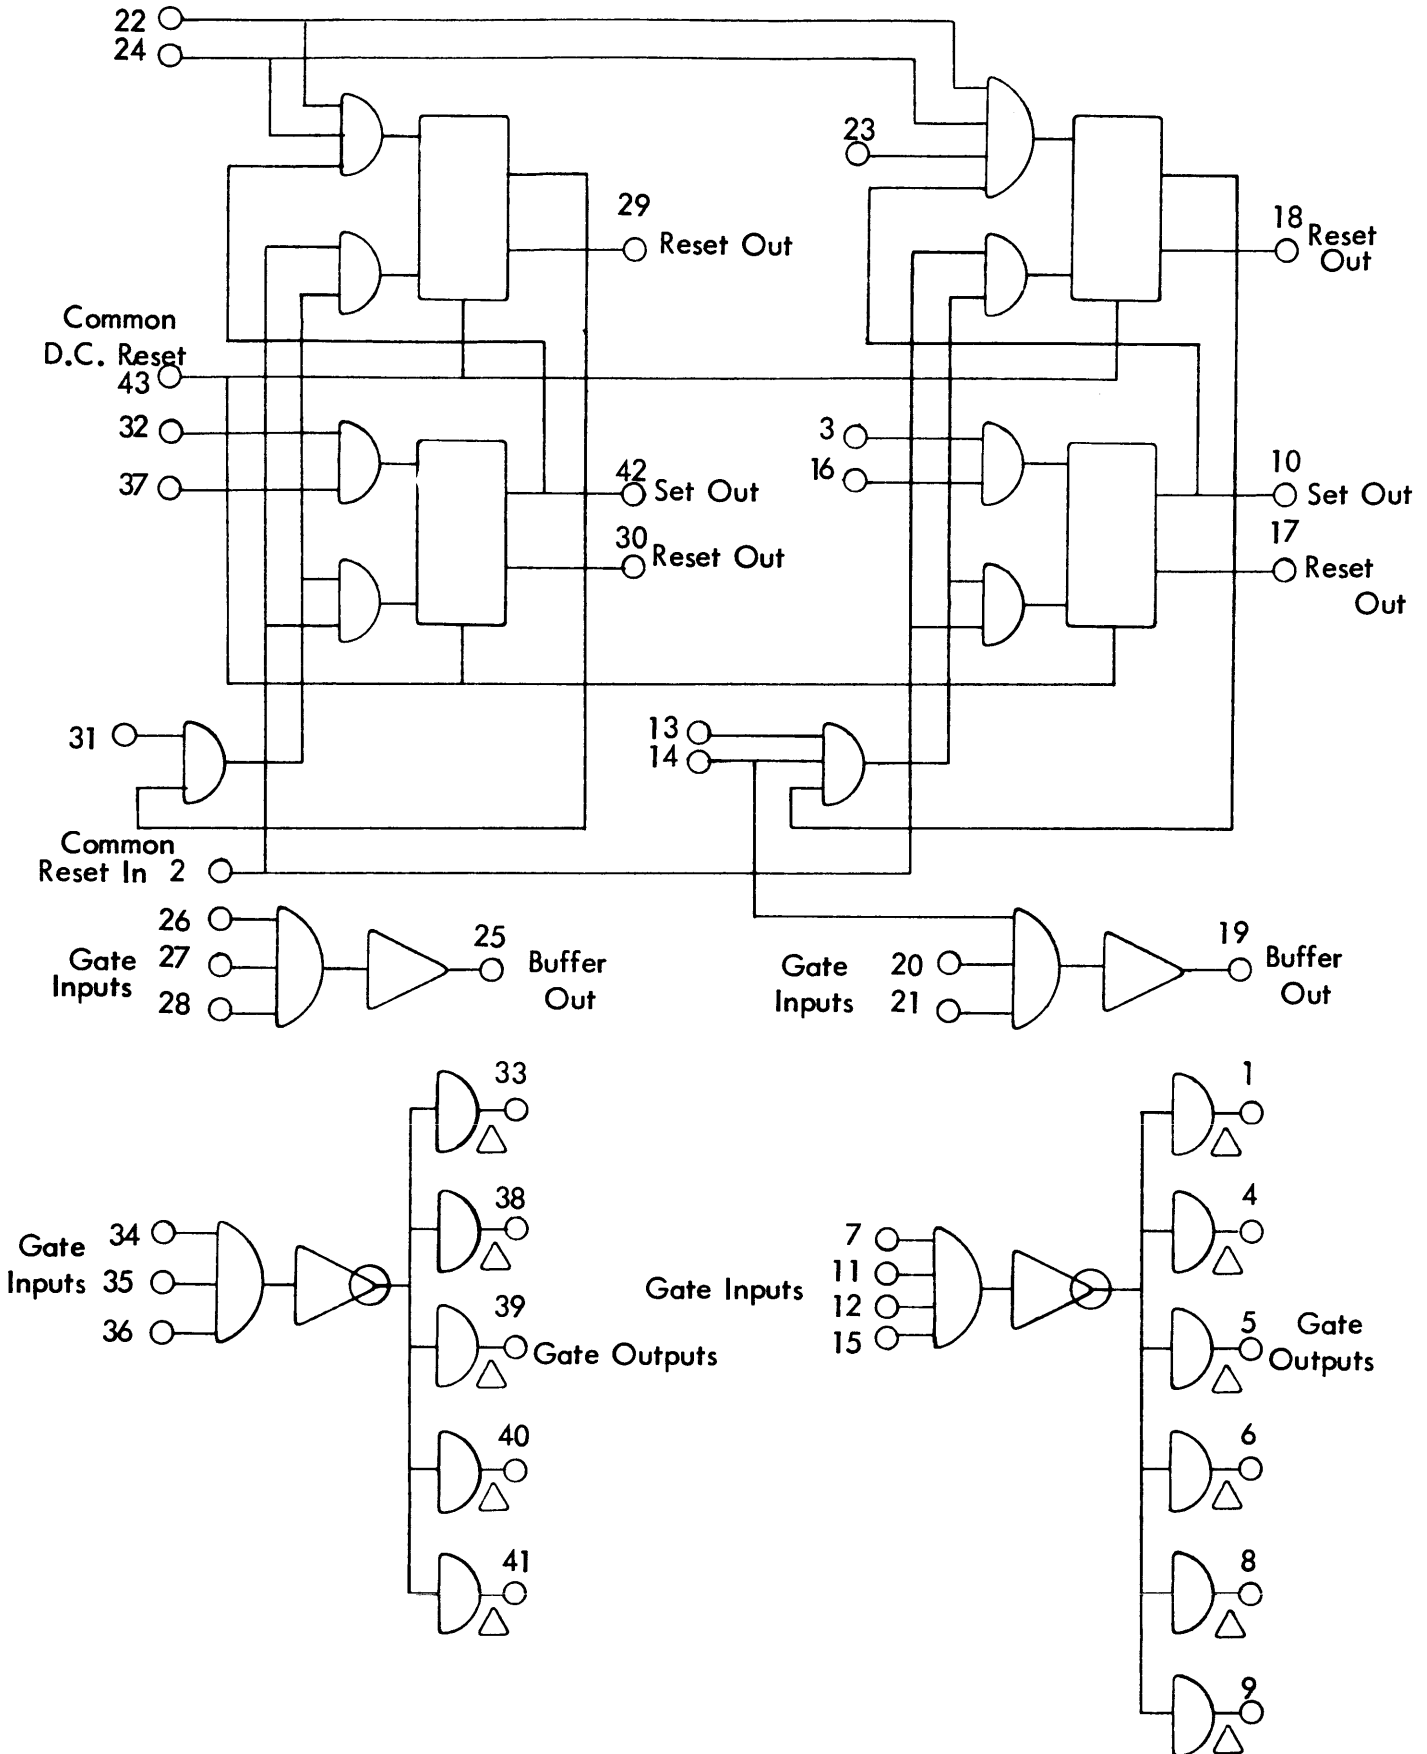 22
24
23
29
Reset Out
18 Reset
Out
Common
D.C. Reset
43
32
37
42
Set Out
30
Reset Out
3
16
10
Set Out
17
Reset
Out
31
13
14
Common
Reset In 2
26
27
28
Gate
Inputs
25
Buffer
Out
Gate
Inputs
20
21
19
Buffer
Out
33
38
39
Gate Outputs
40
41
34
35
36
Gate
Inputs
Gate Inputs
7
11
12
15
1
4
5
Gate
Outputs
6
8
9